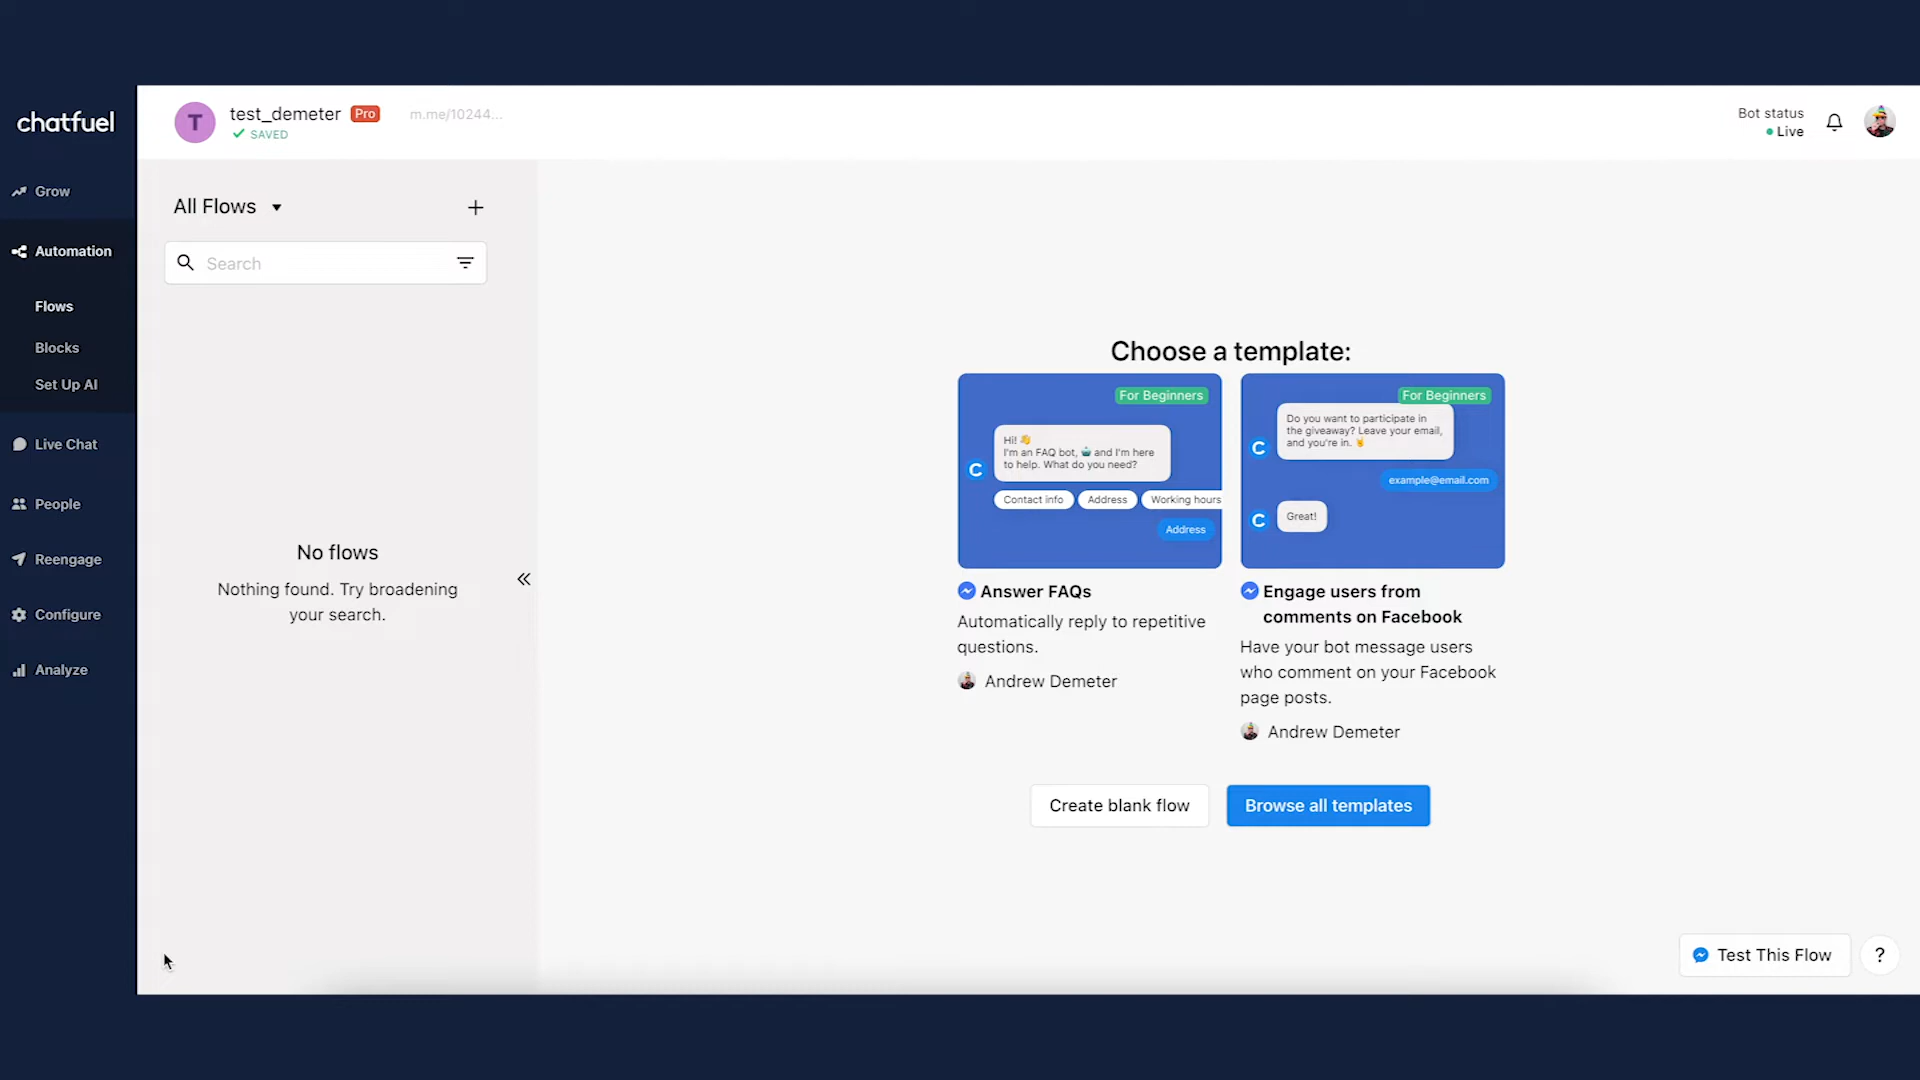 chatfuel
T
test_demeter Pro
SAVED
m.me/10244...
Bot status
Live
Grow
Automation
Flows
Blocks
Set Up AI
Live Chat
People
Reengage
Configure
Analyze
All Flows
Search
No flows
Nothing found. Try broadening
your search.
Choose a template:
For Beginners
Hi! 👋
I'm an FAQ bot, 🤖 and I'm here
to help. What do you need?
C
Contact info
Address
Working hours
Address
Answer FAQs
Automatically reply to repetitive
questions.
Andrew Demeter
For Beginners
Do you want to participate in
the giveaway? Leave your email,
and you're in. 🤘
C
example@email.com
C
Great!
Engage users from
comments on Facebook
Have your bot message users
who comment on your Facebook
page posts.
Andrew Demeter
Create blank flow
Browse all templates
Test This Flow
?